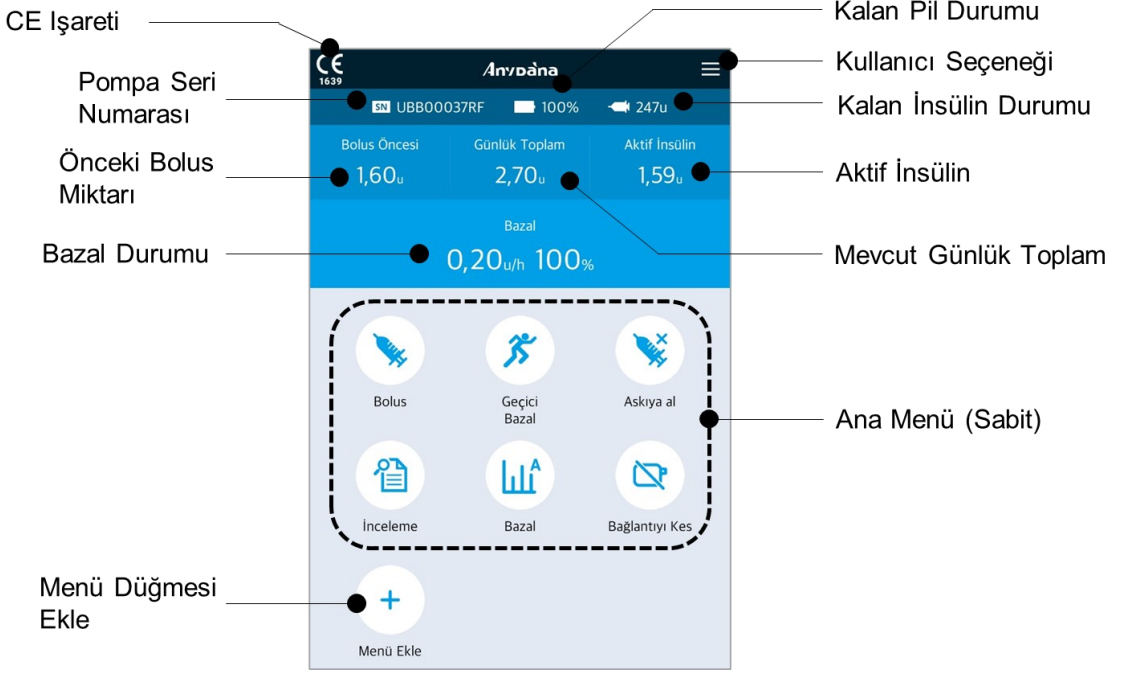 CE Işareti
Pompa Seri
Numarası
Önceki Bolus
Miktarı
Bazal Durumu
Menü Düğmesi
Ekle
CE
1639
AnyDàna
SN UBB00037RF 100% 247u
Bolus Öncesi Günlük Toplam Aktif İnsülin
1,60u 2,70u 1,59u
Bazal
0,20u/h 100%
Bolus Geçici Askıya al
Bazal
İnceleme Bazal Bağlantıyı Kes
A
Menü Ekle
Kalan Pil Durumu
Kullanıcı Seçeneği
Kalan İnsülin Durumu
Aktif İnsülin
Mevcut Günlük Toplam
Ana Menü (Sabit)